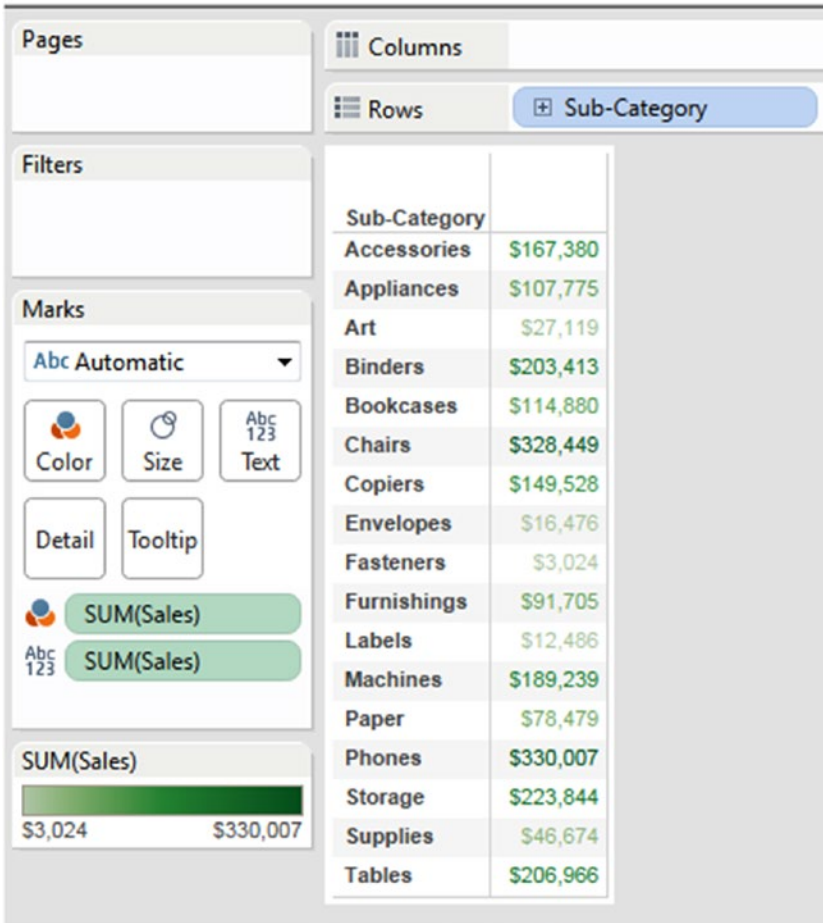 Pages
Columns
Rows
Sub-Category
Filters
Marks
Abc Automatic
Color
Size
Abc
123
Text
Detail
Tooltip
SUM(Sales)
Abc
123
SUM(Sales)
SUM(Sales)
$3,024 $330,007
Sub-Category
Accessories $167,380
Appliances $107,775
Art $27,119
Binders $203,413
Bookcases $114,880
Chairs $328,449
Copiers $149,528
Envelopes $16,476
Fasteners $3,024
Furnishings $91,705
Labels $12,486
Machines $189,239
Paper $78,479
Phones $330,007
Storage $223,844
Supplies $46,674
Tables $206,966